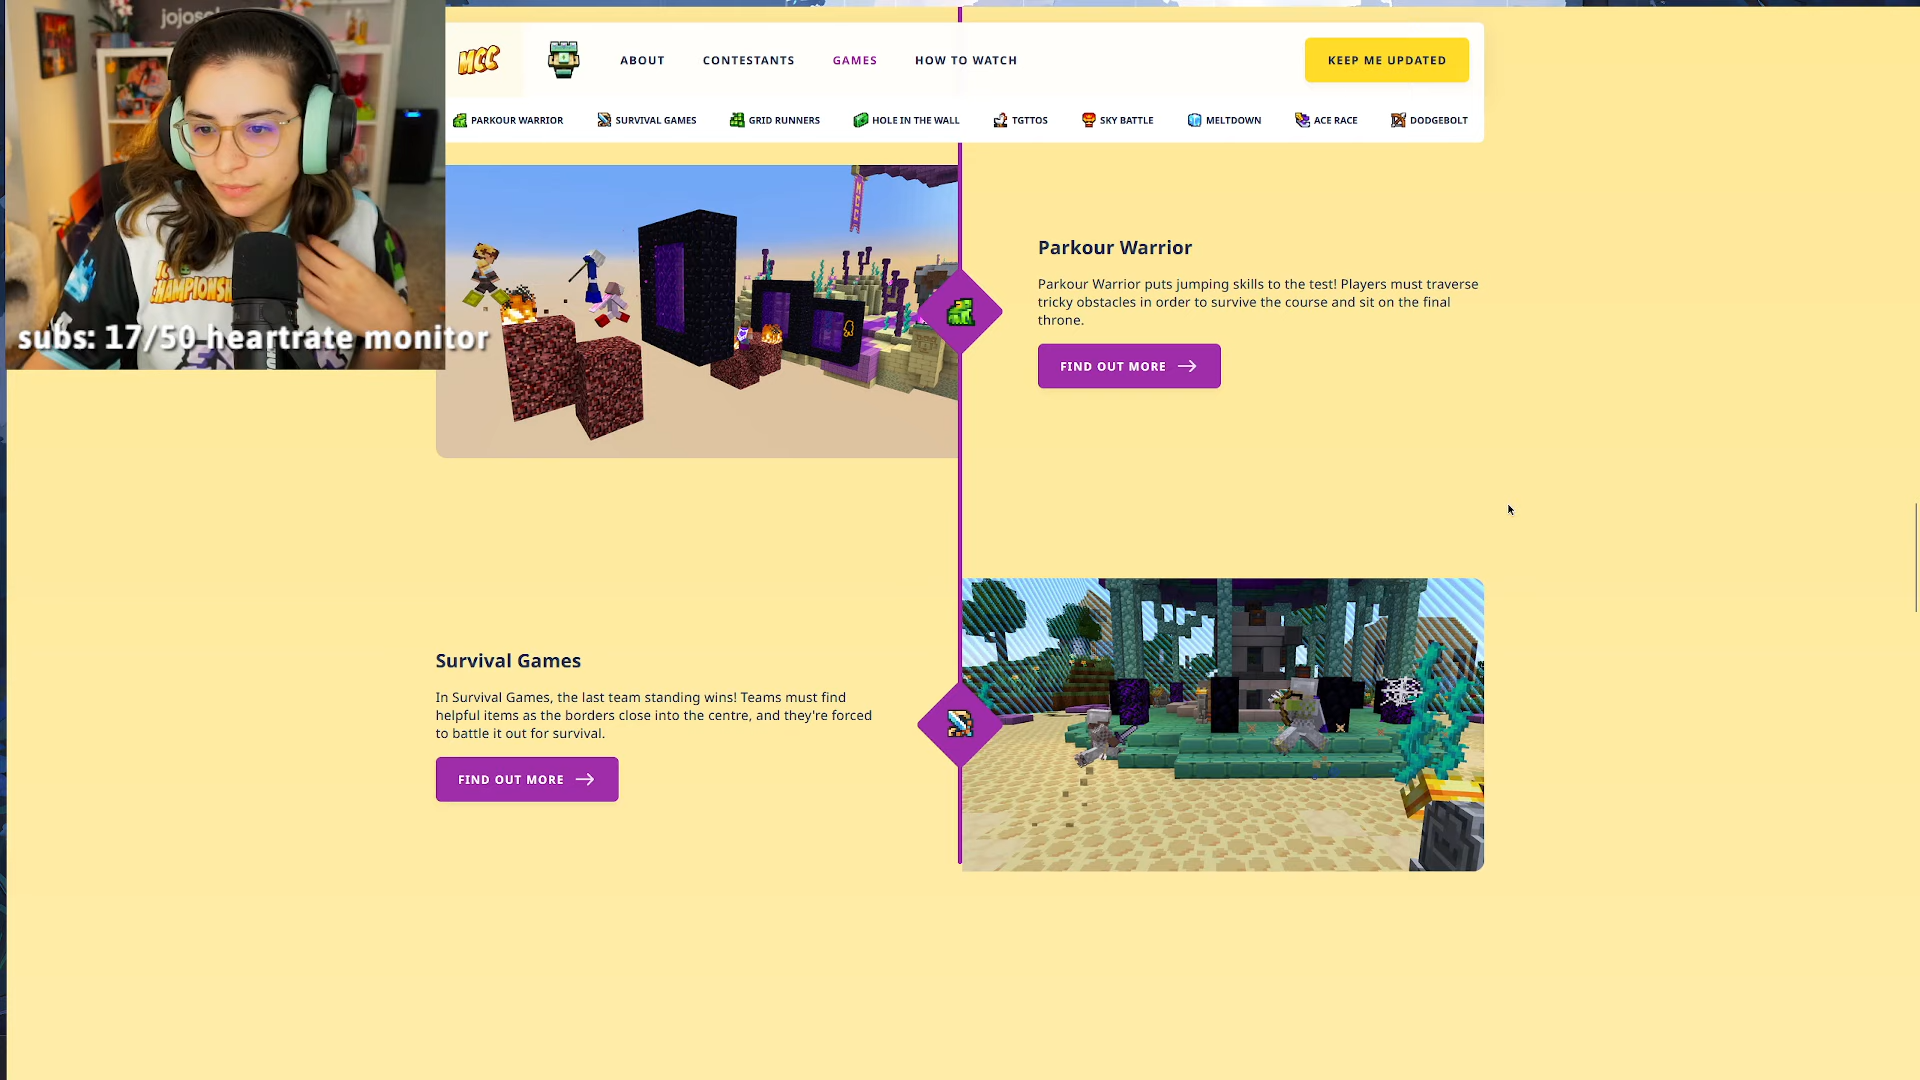 jojosol
MCC
ABOUT
CONTESTANTS
GAMES
HOW TO WATCH
KEEP ME UPDATED
PARKOUR WARRIOR
SURVIVAL GAMES
GRID RUNNERS
HOLE IN THE WALL
TGTTOS
SKY BATTLE
MELTDOWN
ACE RACE
DODGEBOLT
subs: 17/50 heartrate monitor
Parkour Warrior
Parkour Warrior puts jumping skills to the test! Players must traverse
tricky obstacles in order to survive the course and sit on the final
throne.
FIND OUT MORE
Survival Games
In Survival Games, the last team standing wins! Teams must find
helpful items as the borders close into the centre, and they're forced
to battle it out for survival.
FIND OUT MORE